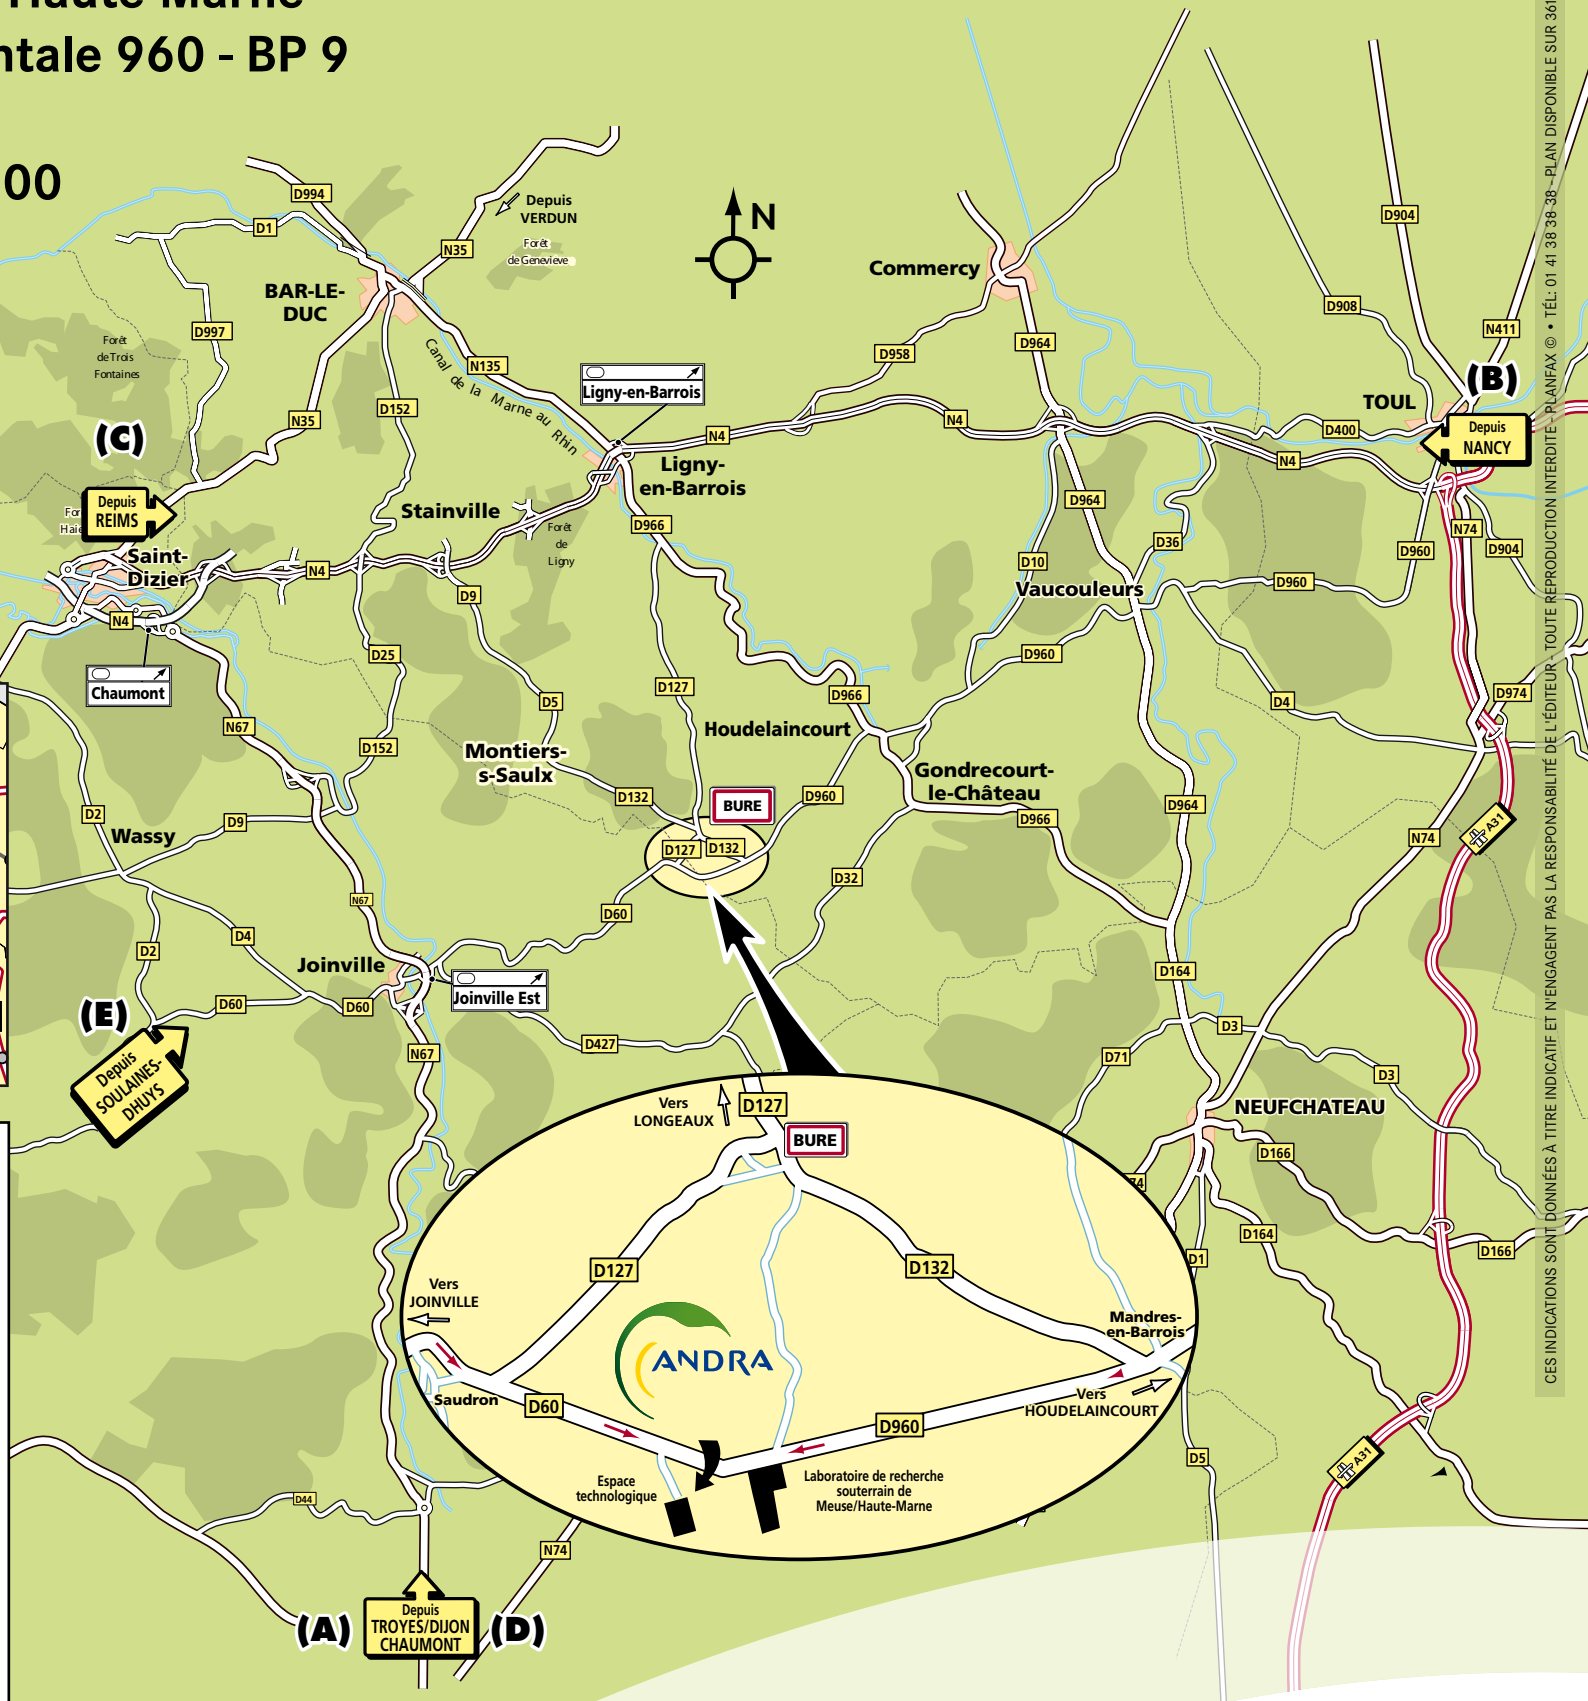 Haute-Marne
ntale 960 - BP 9
00
D994
D1
Depuis
VERDUN
N35
Forêt
de Geneviève
N
Commercy
D904
D908
N411
BAR-LE-
DUC
D997
Forêt
de Trois
Fontaines
Canal de la Marne au Rhin
N135
D958
D964
Ligny-en-Barrois
(B)
TOUL
Depuis
NANCY
N35
D152
N4
N4
D400
N4
(C)
Depuis
REIMS
Ligny-
en-Barrois
Stainville
D966
Forêt
de
Ligny
D964
D10
D36
D960
N74
D904
Saint-
Dizier
N4
N4
D9
Vaucouleurs
D960
Chaumont
D25
D127
D960
D966
D4
D974
N67
D152
D5
Montiers-
s-Saulx
Houdelaincourt
Gondrecourt-
le-Château
D132
BURE
D960
D966
D964
N74
A31
D2
Wassy
D9
D127
D132
D32
N67
D60
D2
D4
Joinville
Joinville Est
D164
(E)
D60
D60
Depuis
SOULAINES-
DHUYS
N67
D427
D71
D3
D3
NEUFCHATEAU
D166
74
D164
D166
D1
Vers
LONGEAUX
D127
BURE
D127
D132
Vers
JOINVILLE
ANDRA
Mandres-
en-Barrois
Saudron
D60
D960
Vers
HOUDELAINCOURT
Espace
technologique
Laboratoire de recherche
souterrain de
Meuse/Haute-Marne
D5
A31
D44
N74
(A)
Depuis
TROYES/DIJON
CHAUMONT
(D)
CES INDICATIONS SONT DONNÉES À TITRE INDICATIF ET N'ENGAGENT PAS LA RESPONSABILITÉ DE L'ÉDITEUR - TOUTE REPRODUCTION INTERDITE - PLANFAX © • TÉL: 01 41 38 38 38 - PLAN DISPONIBLE SUR 361